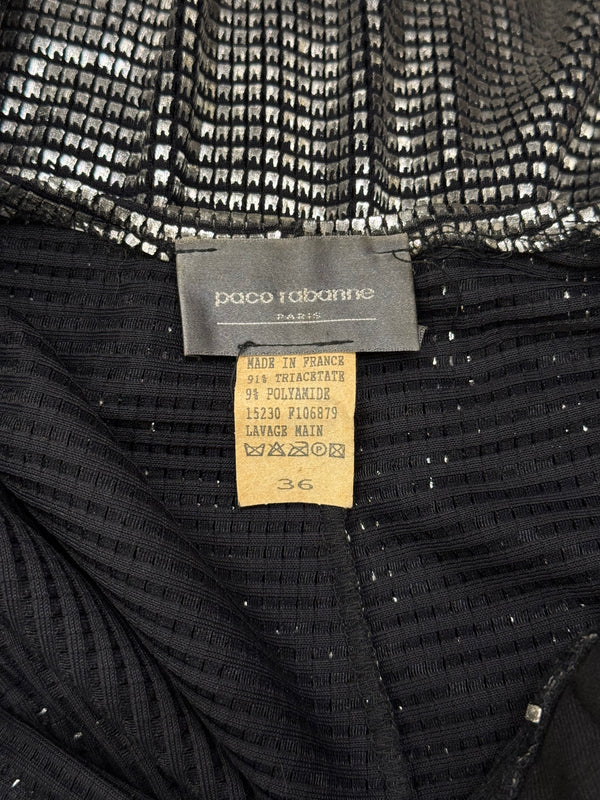 paco rabanne
PARIS
MADE IN FRANCE
91% TRIACETATE
9% POLYAMIDE
15230 F106879
LAVAGE MAIN
36